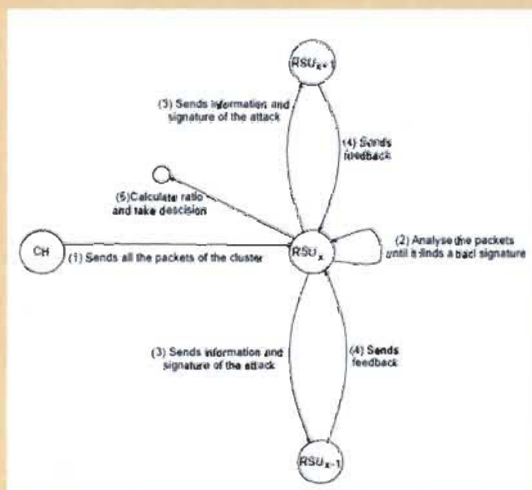 RSUx+1
(3) Sends information and
signature of the attack
(4) Sends
feedback
(5)Calculate ratio
and take descision
CH
(1) Sends all the packets of the cluster
RSUx
(2) Analyse the packets
until it finds a bad signature
(3) Sends information and
signature of the attack
(4) Sends
feedback
RSUx-1